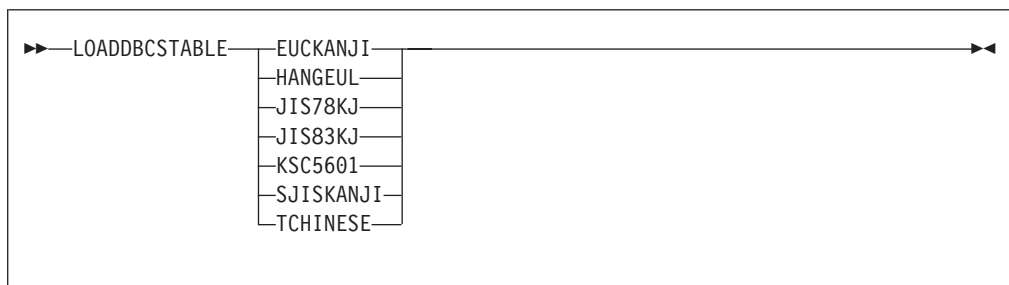 LOADDBCSTABLE EUCKANJI
HANGEUL
JIS78KJ
JIS83KJ
KSC5601
SJISKANJI
TCHINESE